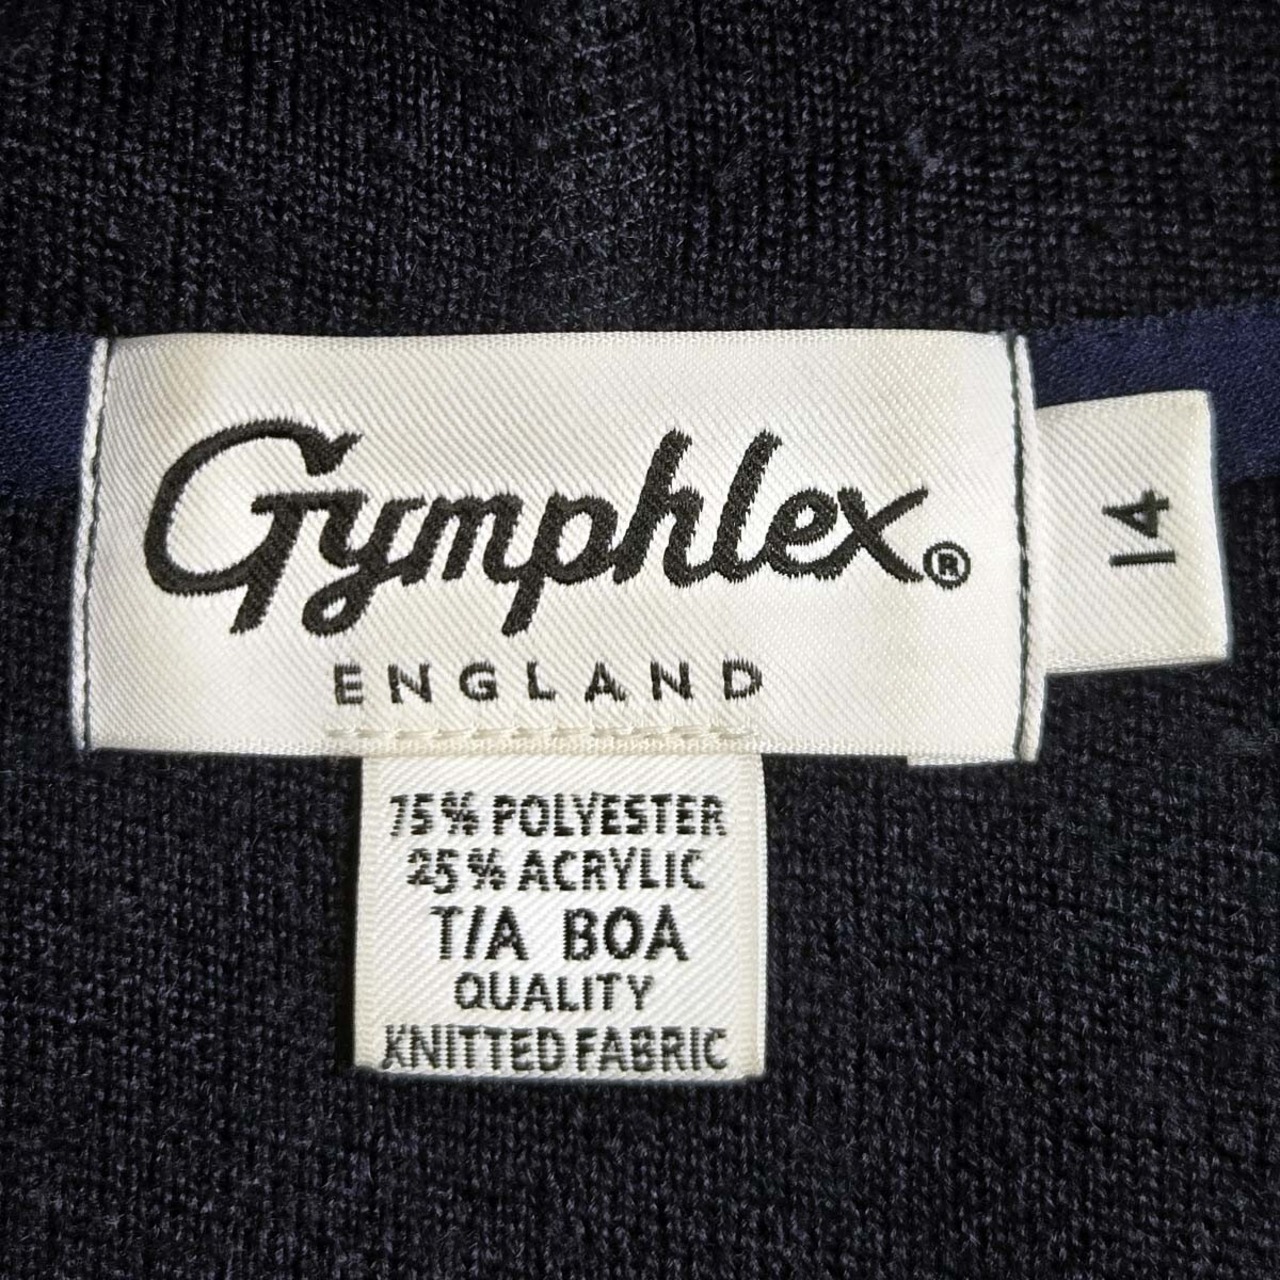 Gymphlex®
ENGLAND
14
75% POLYESTER
25% ACRYLIC
T/A BOA
QUALITY
KNITTED FABRIC